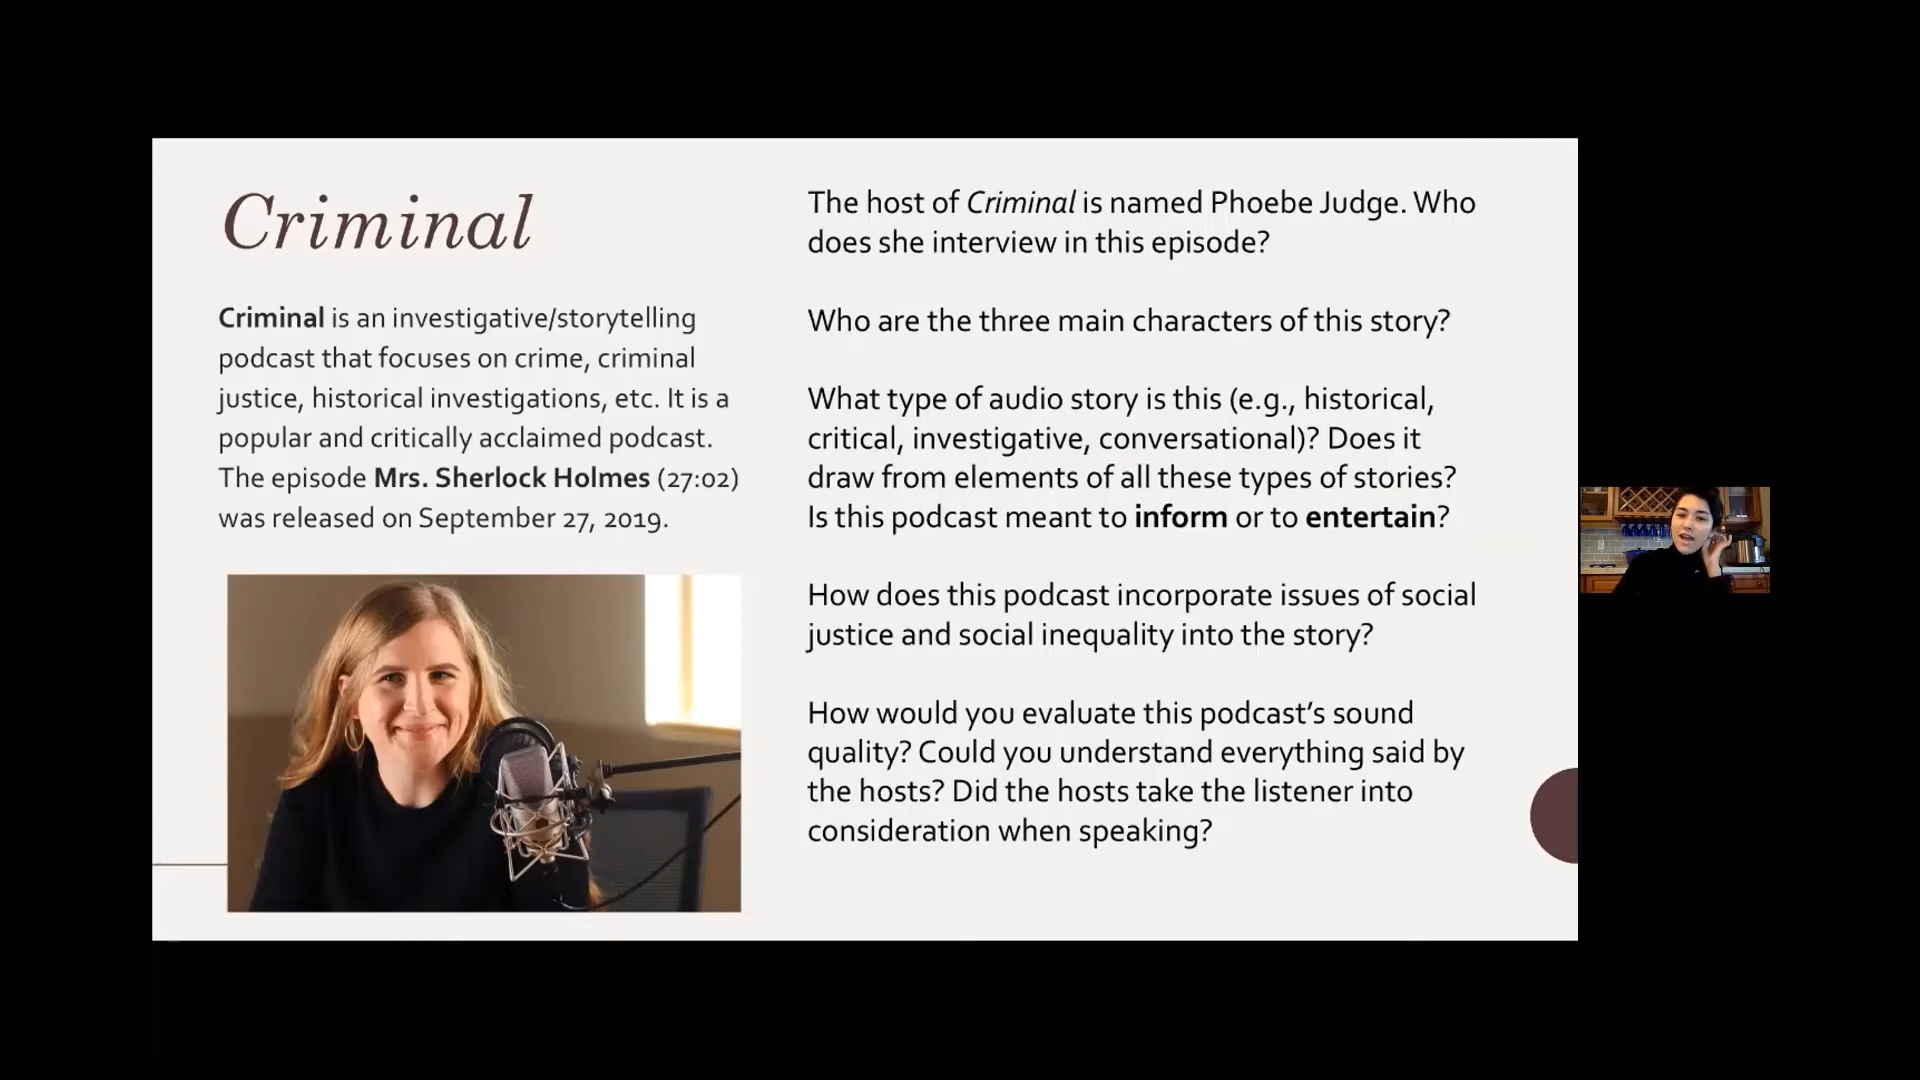 Criminal
Criminal is an investigative/storytelling
podcast that focuses on crime, criminal
justice, historical investigations, etc. It is a
popular and critically acclaimed podcast.
The episode Mrs. Sherlock Holmes (27:02)
was released on September 27, 2019.
The host of Criminal is named Phoebe Judge. Who
does she interview in this episode?
Who are the three main characters of this story?
What type of audio story is this (e.g., historical,
critical, investigative, conversational)? Does it
draw from elements of all these types of stories?
Is this podcast meant to inform or to entertain?
How does this podcast incorporate issues of social
justice and social inequality into the story?
How would you evaluate this podcast’s sound
quality? Could you understand everything said by
the hosts? Did the hosts take the listener into
consideration when speaking?